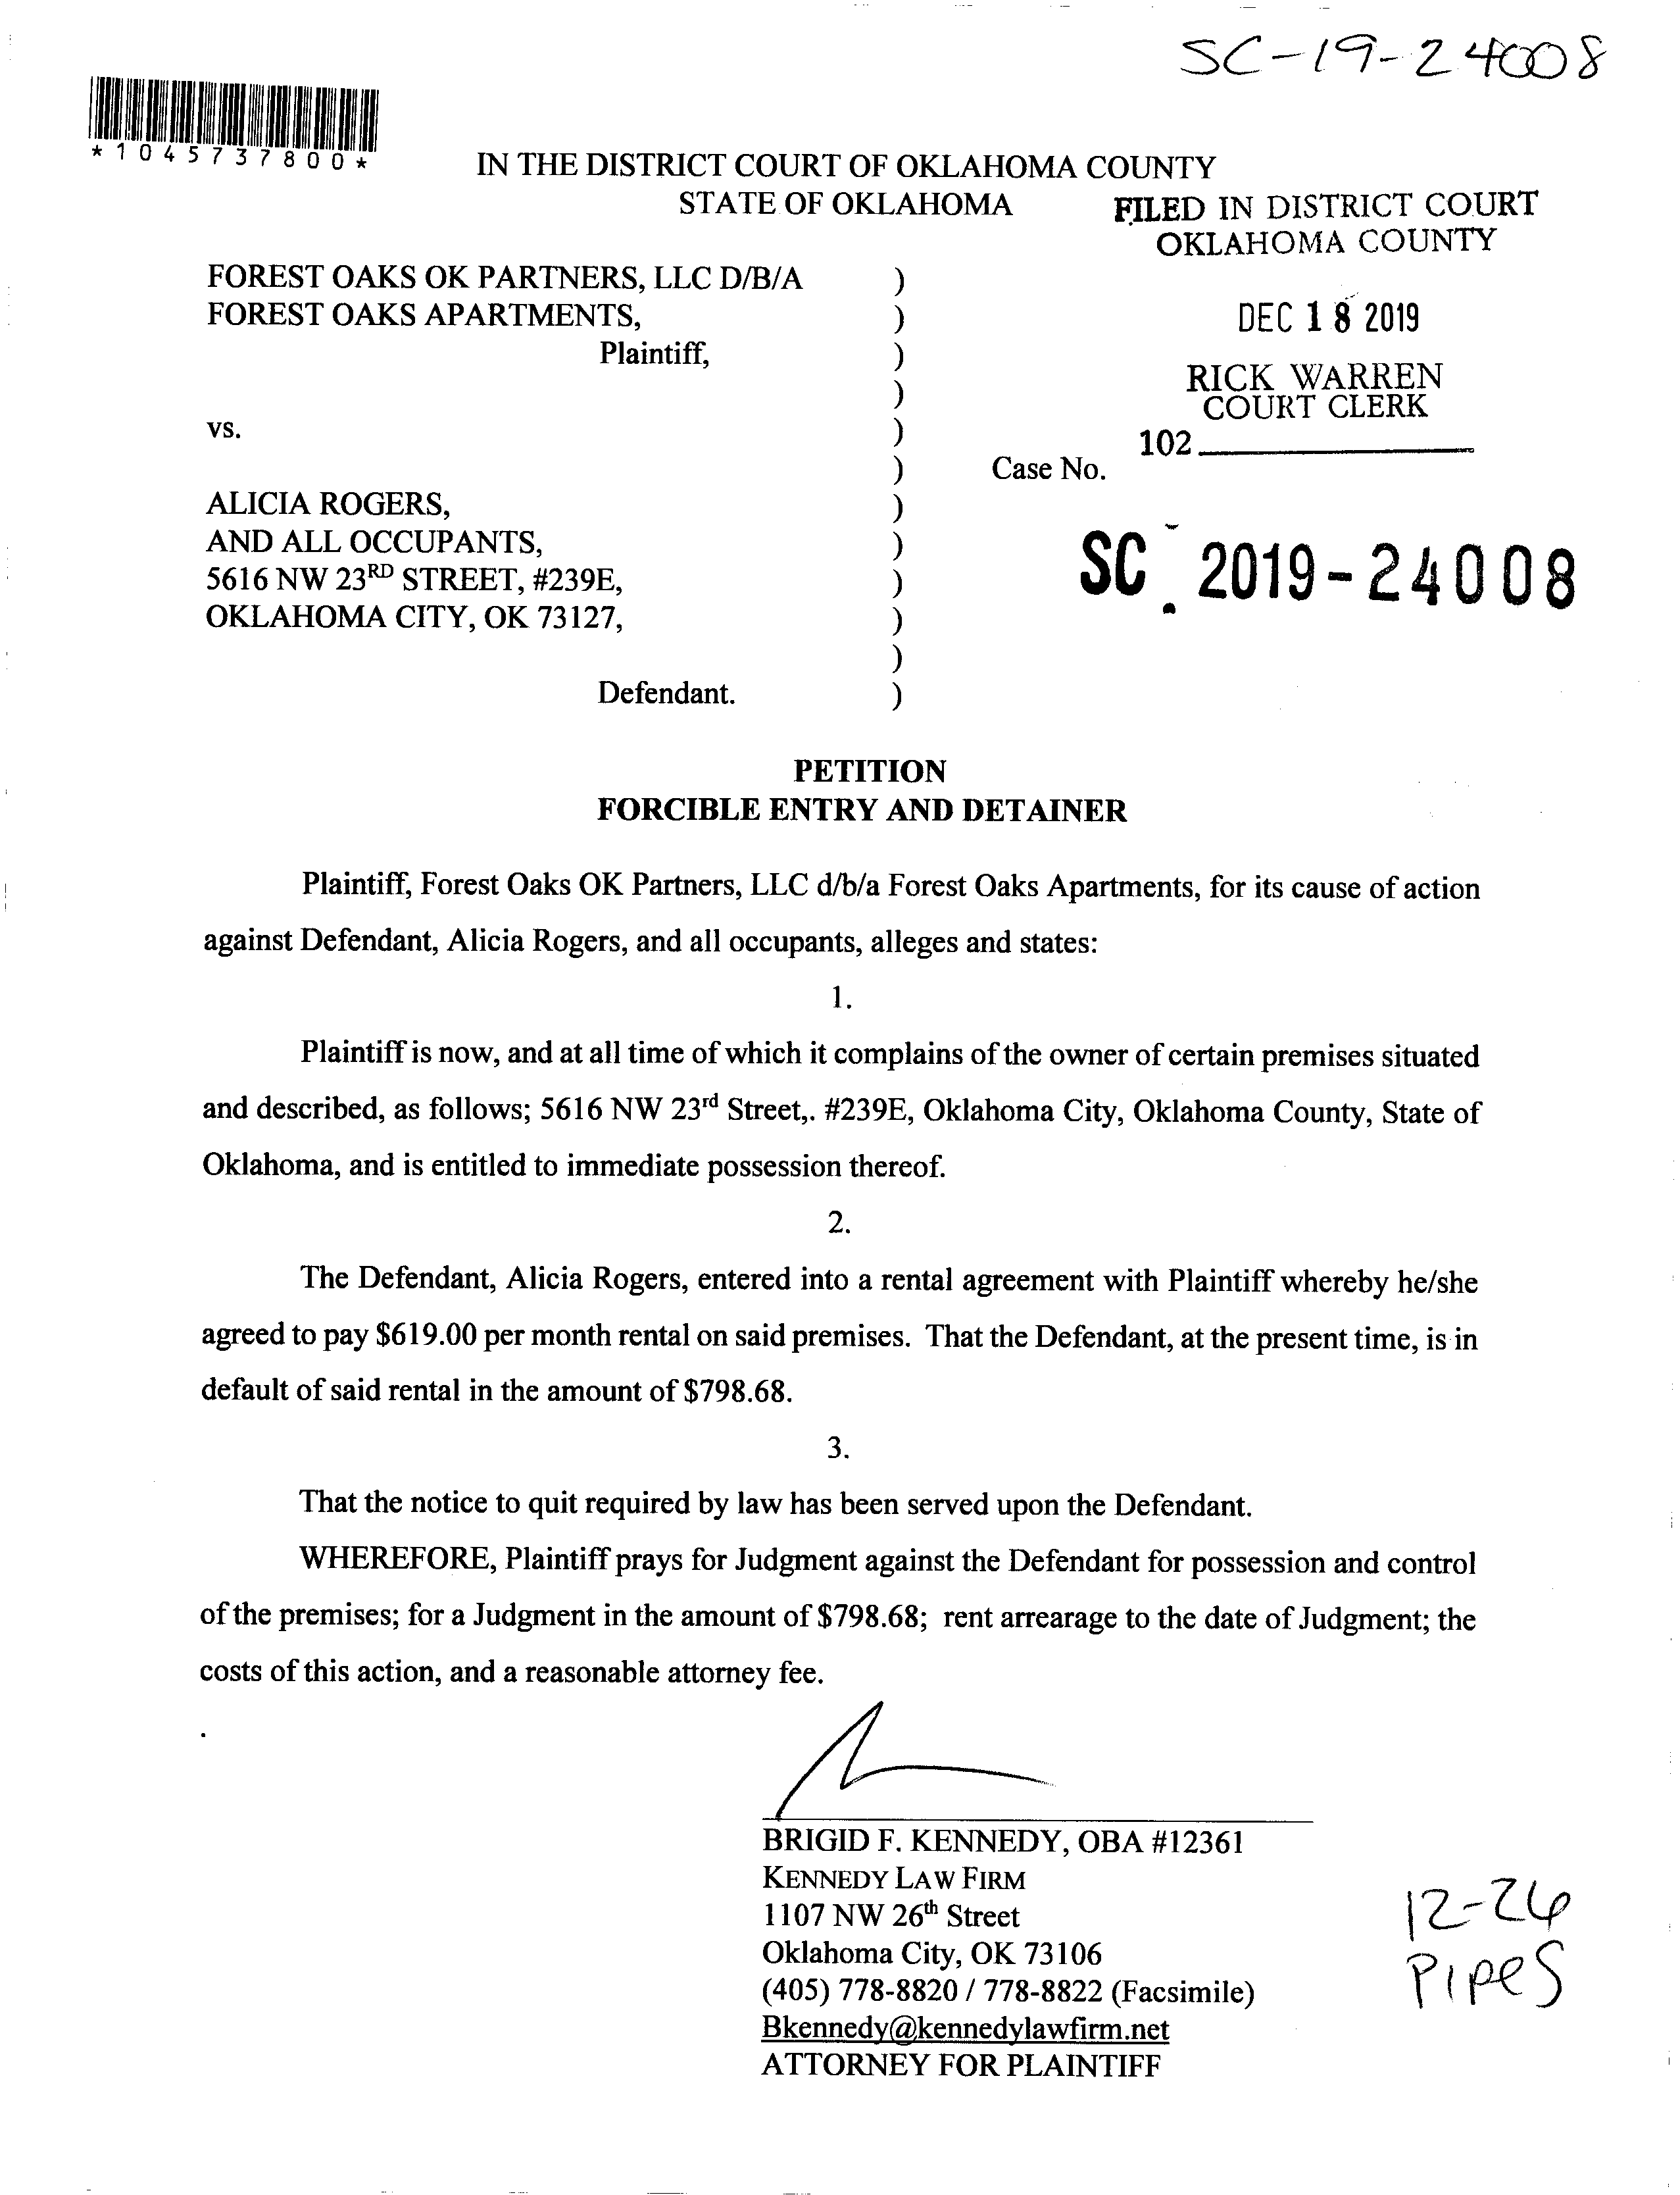 SC-19-24008
*1045737800*
IN THE DISTRICT COURT OF OKLAHOMA COUNTY
STATE OF OKLAHOMA
FILED IN DISTRICT COURT
OKLAHOMA COUNTY
FOREST OAKS OK PARTNERS, LLC D/B/A )
FOREST OAKS APARTMENTS, )
DEC 18 2019
Plaintiff, )
RICK WARREN
)
COURT CLERK
vs. )
102
) Case No.
ALICIA ROGERS, )
AND ALL OCCUPANTS, )
5616 NW 23RD STREET, #239E, )
SC 2019-24008
OKLAHOMA CITY, OK 73127, )
)
Defendant. )
PETITION
FORCIBLE ENTRY AND DETAINER
Plaintiff, Forest Oaks OK Partners, LLC d/b/a Forest Oaks Apartments, for its cause of action
against Defendant, Alicia Rogers, and all occupants, alleges and states:
1.
Plaintiff is now, and at all time of which it complains of the owner of certain premises situated
and described, as follows; 5616 NW 23rd Street,. #239E, Oklahoma City, Oklahoma County, State of
Oklahoma, and is entitled to immediate possession thereof.
2.
The Defendant, Alicia Rogers, entered into a rental agreement with Plaintiff whereby he/she
agreed to pay $619.00 per month rental on said premises. That the Defendant, at the present time, is in
default of said rental in the amount of $798.68.
3.
That the notice to quit required by law has been served upon the Defendant.
WHEREFORE, Plaintiff prays for Judgment against the Defendant for possession and control
of the premises; for a Judgment in the amount of $798.68; rent arrearage to the date of Judgment; the
costs of this action, and a reasonable attorney fee.
BRIGID F. KENNEDY, OBA #12361
KENNEDY LAW FIRM
1107 NW 26th Street
Oklahoma City, OK 73106
(405) 778-8820 / 778-8822 (Facsimile)
Bkennedy@kennedylawfirm.net
ATTORNEY FOR PLAINTIFF
12-26
Pipes